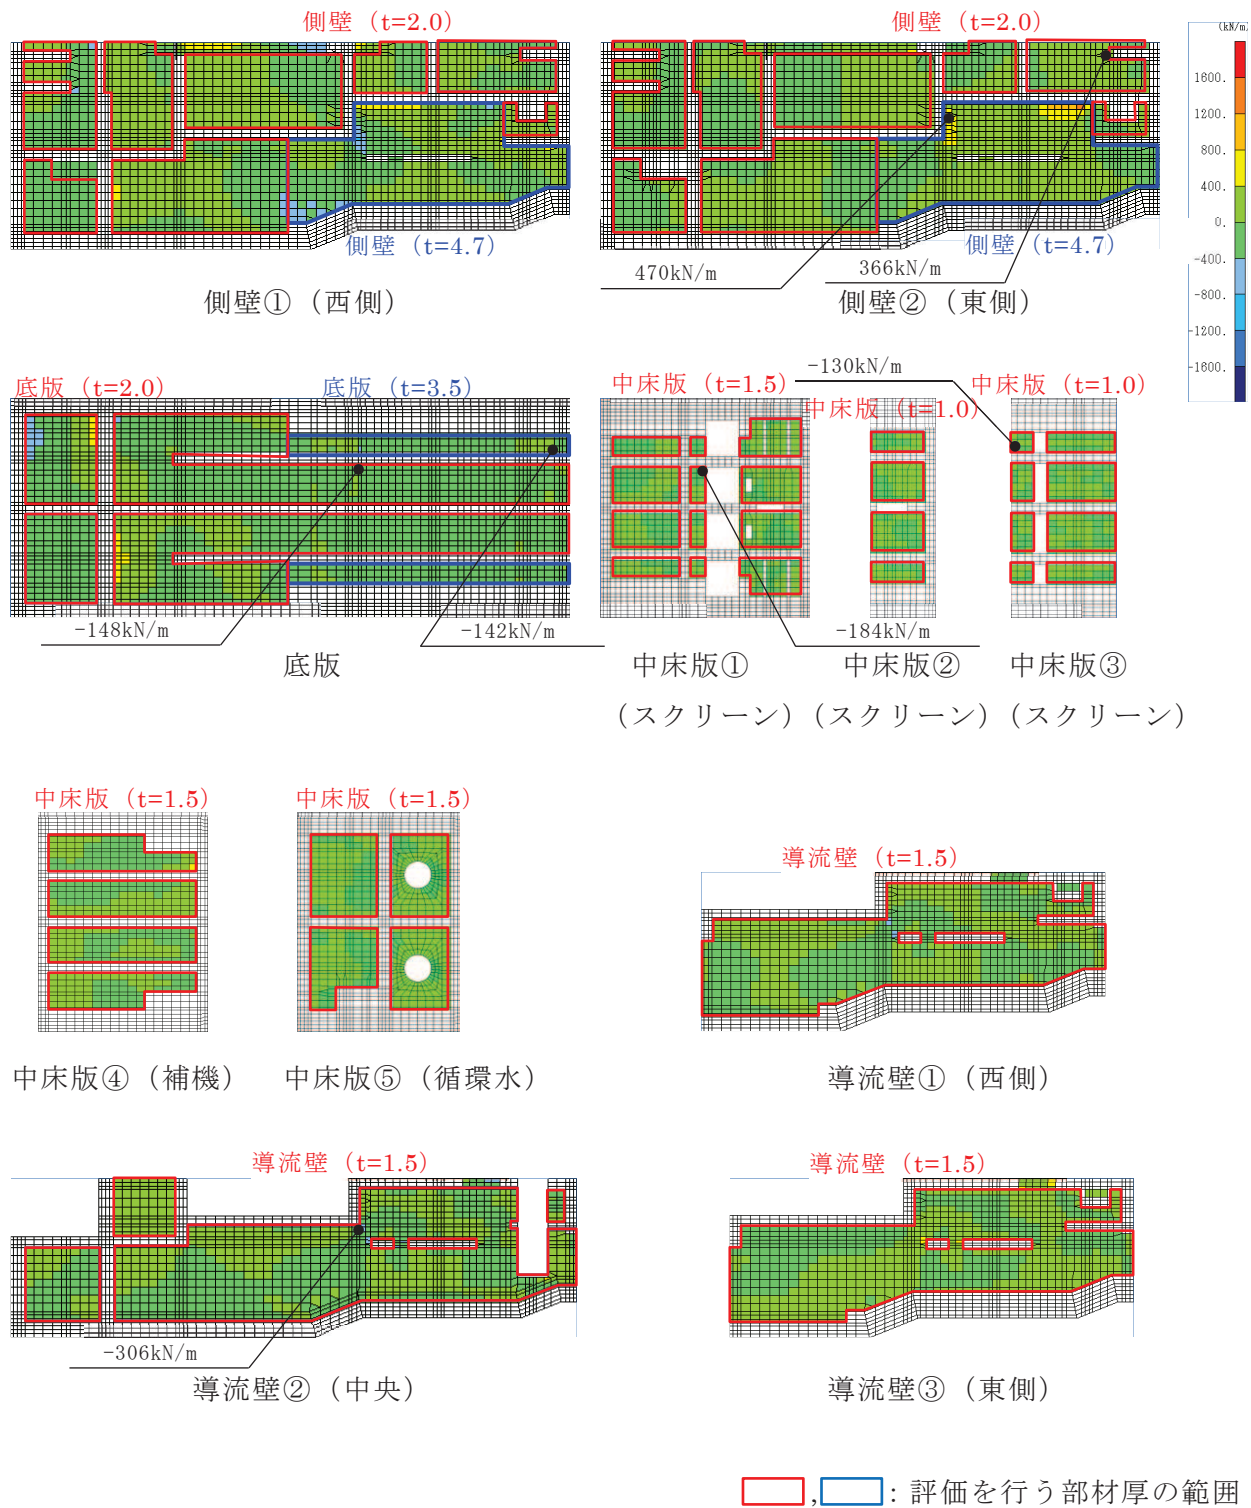 側壁（t=2.0）
側壁（t=2.0）
(kN/m)
1600.
1200.
800.
400.
0.
-400.
-800.
-1200.
-1600.
側壁（t=4.7）
側壁（t=4.7）
470kN/m
366kN/m
側壁①（西側）
側壁②（東側）
底版（t=2.0）
底版（t=3.5）
中床版（t=1.5）
-130kN/m
中床版（t=1.0）
中床版（t=1.0）
-148kN/m
-142kN/m
-184kN/m
底版
中床版①
（スクリーン）
中床版②
（スクリーン）
中床版③
（スクリーン）
中床版（t=1.5）
中床版（t=1.5）
導流壁（t=1.5）
中床版④（補機）
中床版⑤（循環水）
導流壁①（西側）
導流壁（t=1.5）
導流壁（t=1.5）
-306kN/m
導流壁②（中央）
導流壁③（東側）
,　：評価を行う部材厚の範囲